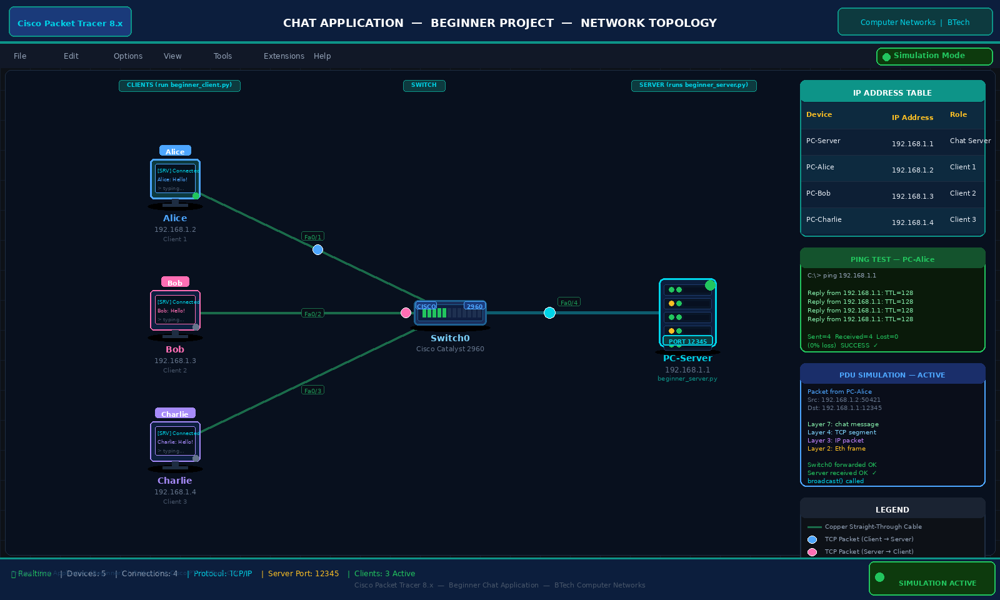 Cisco Packet Tracer 8.x
CHAT APPLICATION — BEGINNER PROJECT — NETWORK TOPOLOGY
Computer Networks | BTech
File Edit Options View Tools Extensions Help
Simulation Mode
CLIENTS (run beginner_client.py)
SWITCH
SERVER (runs beginner_server.py)
Alice
[SRV] Connected
Alice: Hello!
> typing...
Alice
192.168.1.2
Client 1
Fa0/1
Bob
[SRV] Connected
Bob: Hello!
> typing...
Bob
192.168.1.3
Client 2
Fa0/2
Charlie
[SRV] Connected
Charlie: Hello!
> typing...
Charlie
192.168.1.4
Client 3
Fa0/3
CISCO 2960
Switch0
Cisco Catalyst 2960
Fa0/4
PORT 12345
PC-Server
192.168.1.1
beginner_server.py
IP ADDRESS TABLE
Device IP Address Role
PC-Server 192.168.1.1 Chat Server
PC-Alice 192.168.1.2 Client 1
PC-Bob 192.168.1.3 Client 2
PC-Charlie 192.168.1.4 Client 3
PING TEST — PC-Alice
C:\> ping 192.168.1.1
Reply from 192.168.1.1: TTL=128
Reply from 192.168.1.1: TTL=128
Reply from 192.168.1.1: TTL=128
Reply from 192.168.1.1: TTL=128
Sent=4 Received=4 Lost=0
(0% loss) SUCCESS ✓
PDU SIMULATION — ACTIVE
Packet from PC-Alice
Src: 192.168.1.2:50421
Dst: 192.168.1.1:12345
Layer 7: chat message
Layer 4: TCP segment
Layer 3: IP packet
Layer 2: Eth frame
Switch0 forwarded OK
Server received OK ✓
broadcast() called
LEGEND
Copper Straight-Through Cable
TCP Packet (Client → Server)
TCP Packet (Server → Client)
Realtime | Devices: 5 | Connections: 4 | Protocol: TCP/IP | Server Port: 12345 | Clients: 3 Active
Cisco Packet Tracer 8.x — Beginner Chat Application — BTech Computer Networks
SIMULATION ACTIVE